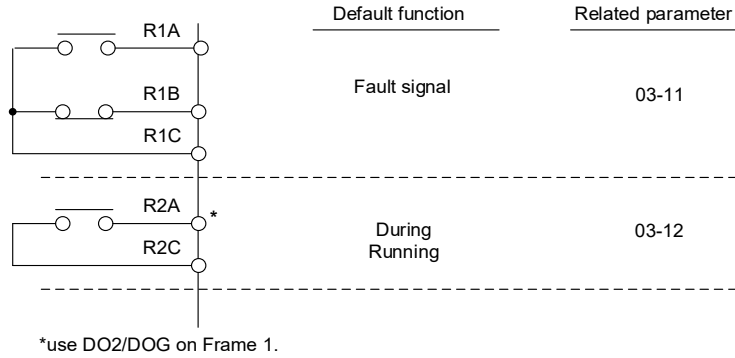 Default function
Related parameter
R1A
R1B
R1C
Fault signal
03-11
R2A
*
R2C
During
Running
03-12
*use DO2/DOG on Frame 1.